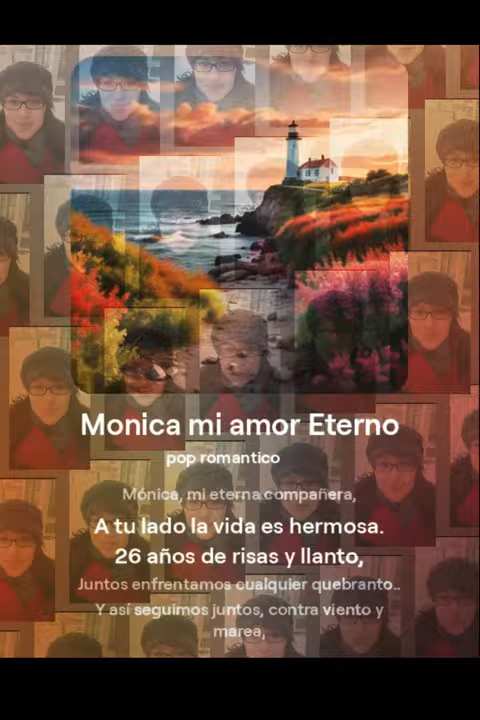 Monica mi amor Eterno
pop romantico
Mónica, mi eterna compañera,
A tu lado la vida es hermosa.
26 años de risas y llanto,
Juntos enfrentamos cualquier quebranto..
Y así seguimos juntos, contra viento y
marea,